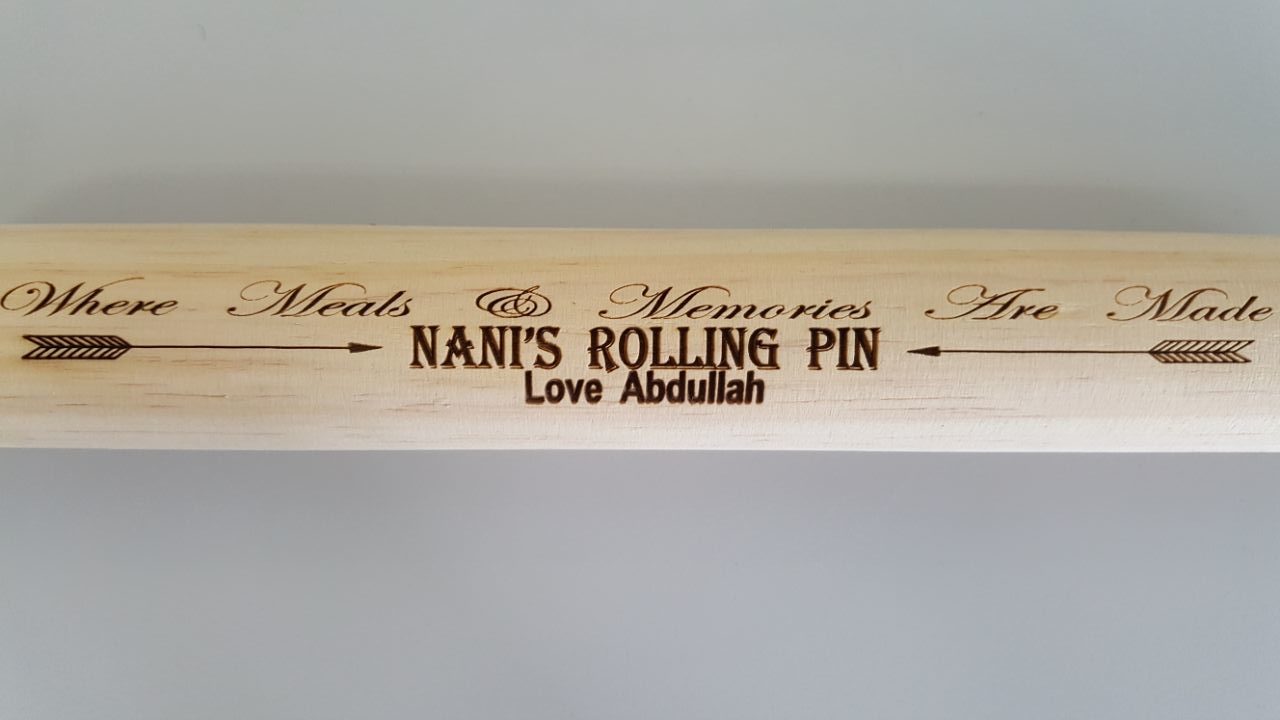 Where Meals & Memories Are Made
NANI'S ROLLING PIN
Love Abdullah